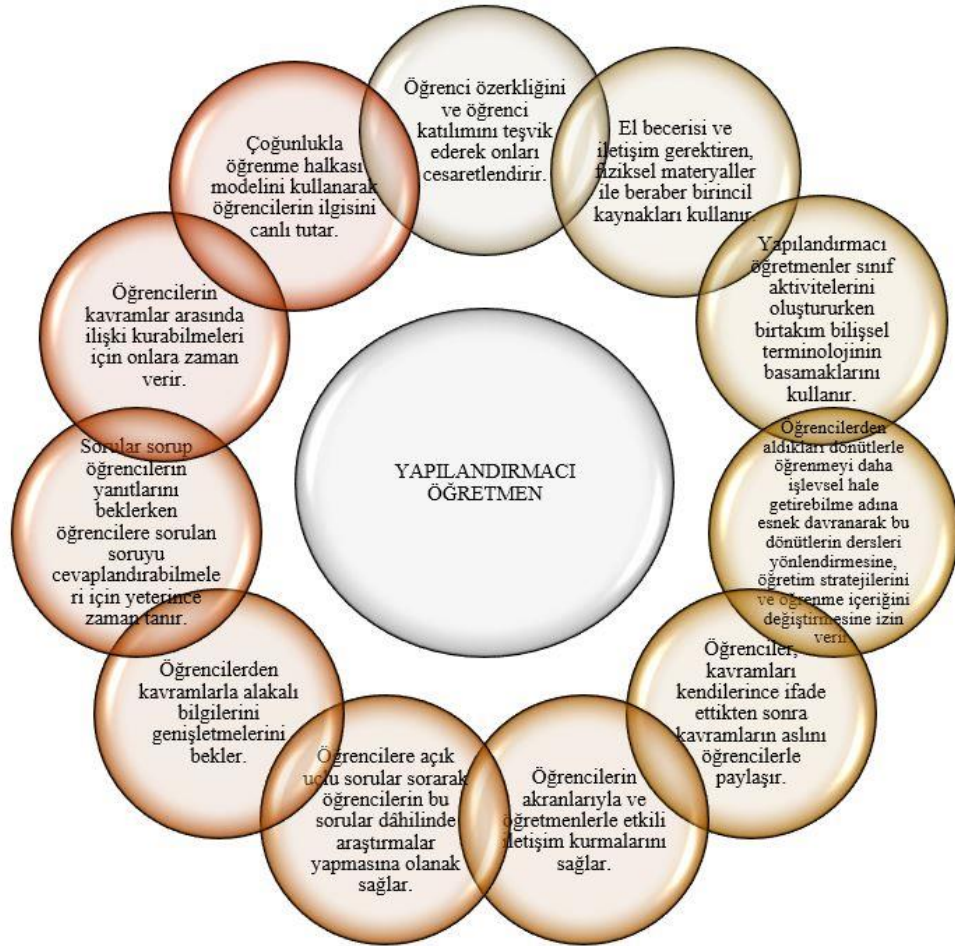 Öğrenci özerkliğini
ve öğrenci
katılımını teşvik
ederek onları
cesaretlendirir.
El becerisi ve
iletişim gerektiren,
fiziksel materyaller
ile beraber birincil
kaynakları kullanır.
Yapılandırmacı
öğretmenler sınıf
aktivitelerini
oluştururken
birtakım bilişsel
terminolojinin
basamaklarını
kullanır.
Öğrencilerden
aldıkları dönütlerle
öğrenmeyi daha
işlevsel hale
getirebilme adına
esnek davranarak bu
dönütlerin dersleri
yönlendirmesine,
öğretim stratejilerini
ve öğrenme içeriğini
değiştirmesine izin
verir.
Öğrenciler,
kavramları
kendilerince ifade
ettikten sonra
kavramların aslını
öğrencilerle
paylaşır.
Öğrencilerin
akranlarıyla ve
öğretmenlerle etkili
iletişim kurmalarını
sağlar.
Öğrencilere açık
uçlu sorular sorarak
öğrencilerin bu
sorular dâhilinde
araştırmalar
yapmasına olanak
sağlar.
Öğrencilerden
kavramlarla alakalı
bilgilerini
genişletmelerini
bekler.
Sorular sorup
öğrencilerin
yanıtlarını
beklerken
öğrencilere sorulan
soruyu
cevaplandırabilmele
ri için yeterince
zaman tanır.
Öğrencilerin
kavramlar arasında
ilişki kurabilmeleri
için onlara zaman
verir.
Çoğunlukla
öğrenme halkası
modelini kullanarak
öğrencilerin ilgisini
canlı tutar.
YAPILANDIRMACI
ÖĞRETMEN